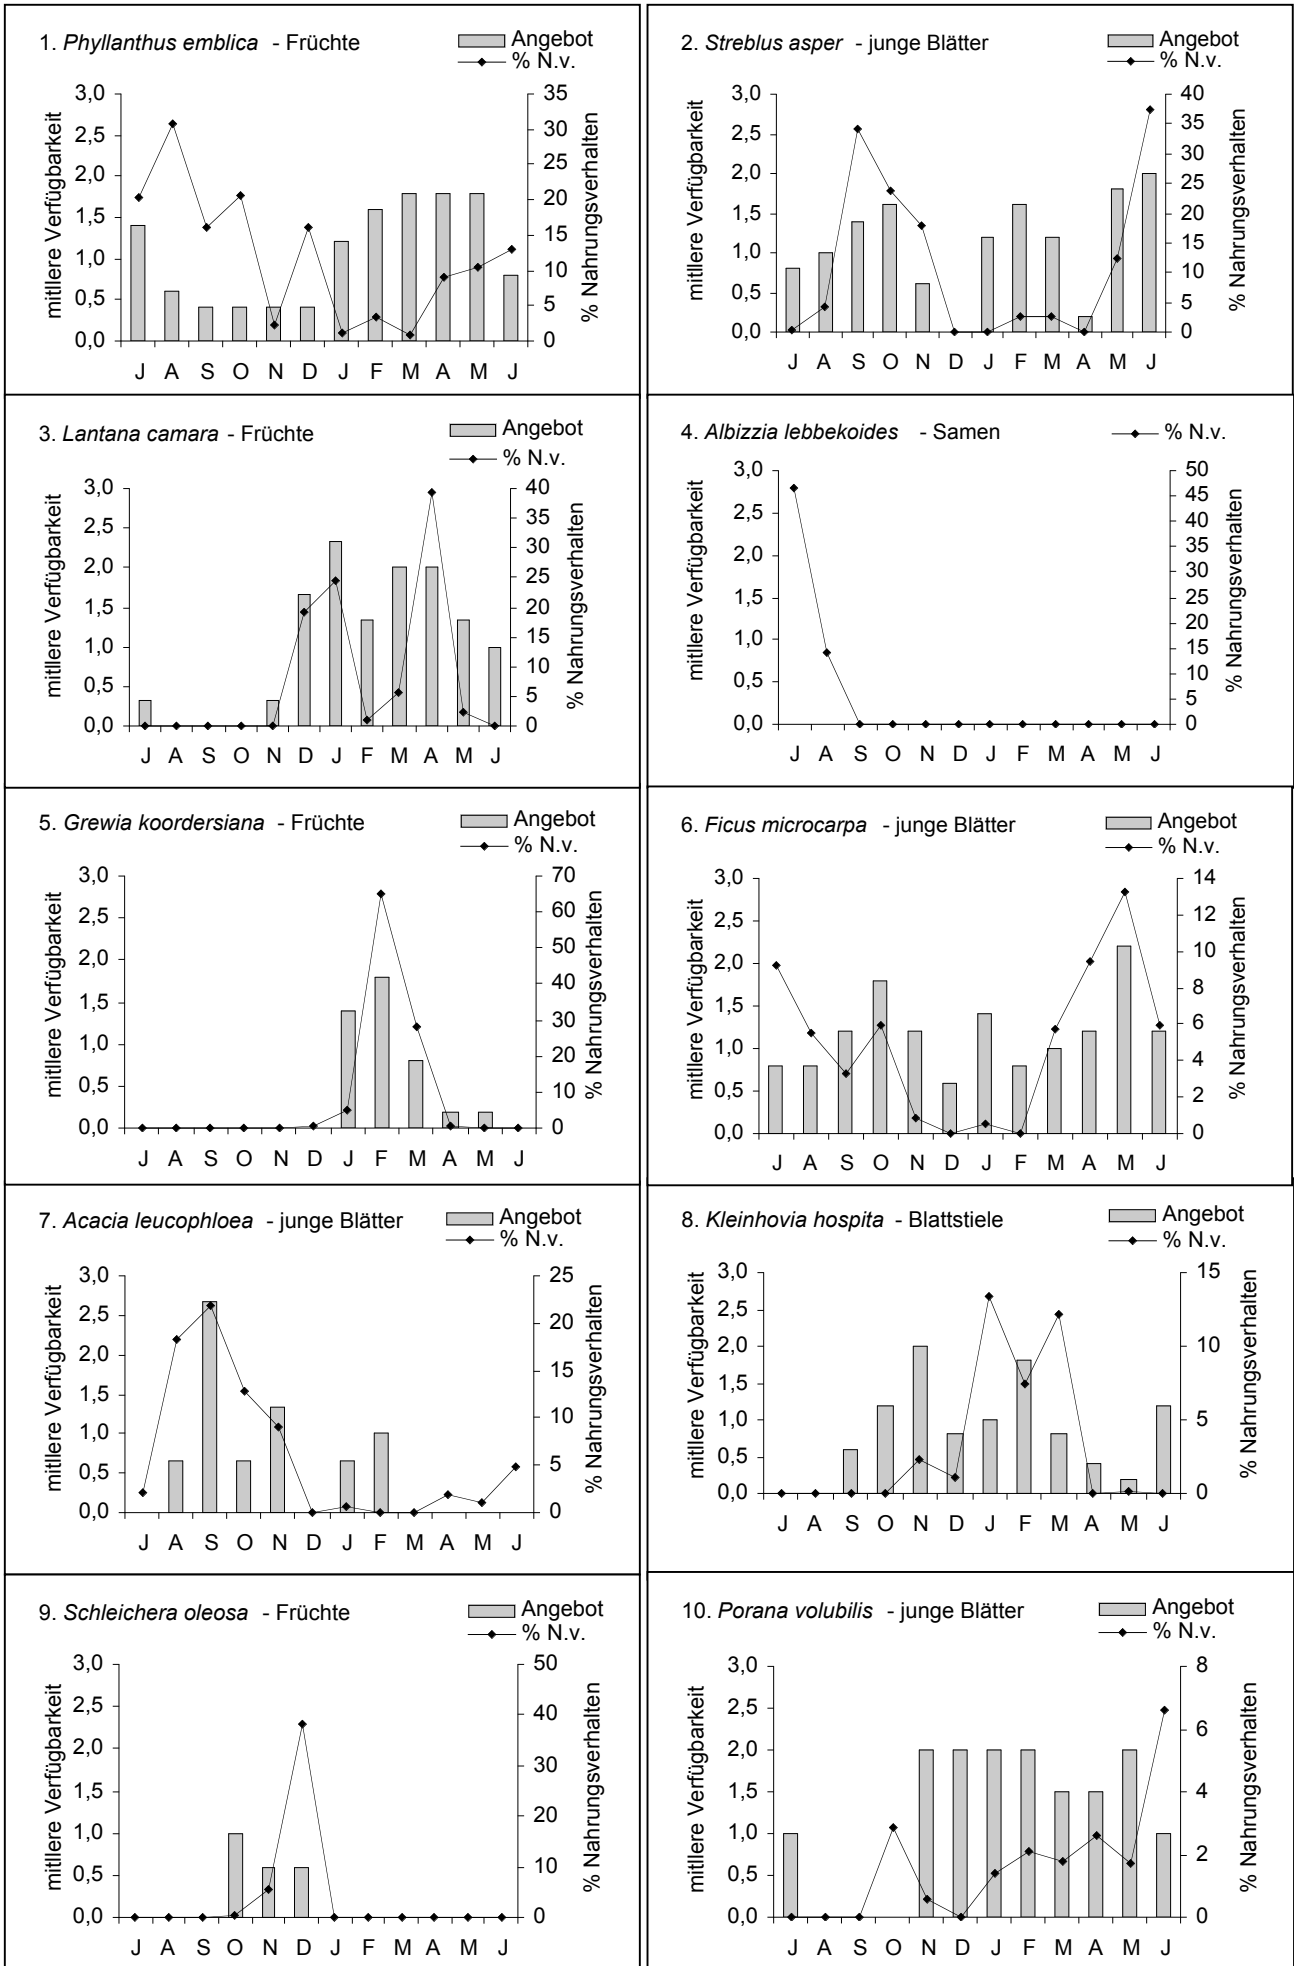 1. Phyllanthus emblica - Früchte
Angebot
% N.v.
mitllere Verfügbarkeit
3,0
2,5
2,0
1,5
1,0
0,5
0,0
35
30
25
20
15
10
5
0
% Nahrungsverhalten
J A S O N D J F M A M J
2. Streblus asper - junge Blätter
Angebot
% N.v.
mitllere Verfügbarkeit
3,0
2,5
2,0
1,5
1,0
0,5
0,0
40
35
30
25
20
15
10
5
0
% Nahrungsverhalten
J A S O N D J F M A M J
3. Lantana camara - Früchte
Angebot
% N.v.
mitllere Verfügbarkeit
3,0
2,5
2,0
1,5
1,0
0,5
0,0
40
35
30
25
20
15
10
5
0
% Nahrungsverhalten
J A S O N D J F M A M J
4. Albizzia lebbekoides - Samen
% N.v.
mitllere Verfügbarkeit
3,0
2,5
2,0
1,5
1,0
0,5
0,0
50
45
40
35
30
25
20
15
10
5
0
% Nahrungsverhalten
J A S O N D J F M A M J
5. Grewia koordersiana - Früchte
Angebot
% N.v.
mitllere Verfügbarkeit
3,0
2,5
2,0
1,5
1,0
0,5
0,0
70
60
50
40
30
20
10
0
% Nahrungsverhalten
J A S O N D J F M A M J
6. Ficus microcarpa - junge Blätter
Angebot
% N.v.
mitllere Verfügbarkeit
3,0
2,5
2,0
1,5
1,0
0,5
0,0
14
12
10
8
6
4
2
0
% Nahrungsverhalten
J A S O N D J F M A M J
7. Acacia leucophloea - junge Blätter
Angebot
% N.v.
mitllere Verfügbarkeit
3,0
2,5
2,0
1,5
1,0
0,5
0,0
25
20
15
10
5
0
% Nahrungsverhalten
J A S O N D J F M A M J
8. Kleinhovia hospita - Blattstiele
Angebot
% N.v.
mitllere Verfügbarkeit
3,0
2,5
2,0
1,5
1,0
0,5
0,0
15
10
5
0
% Nahrungsverhalten
J A S O N D J F M A M J
9. Schleichera oleosa - Früchte
Angebot
% N.v.
mitllere Verfügbarkeit
3,0
2,5
2,0
1,5
1,0
0,5
0,0
50
40
30
20
10
0
% Nahrungsverhalten
J A S O N D J F M A M J
10. Porana volubilis - junge Blätter
Angebot
% N.v.
mitllere Verfügbarkeit
3,0
2,5
2,0
1,5
1,0
0,5
0,0
8
6
4
2
0
% Nahrungsverhalten
J A S O N D J F M A M J